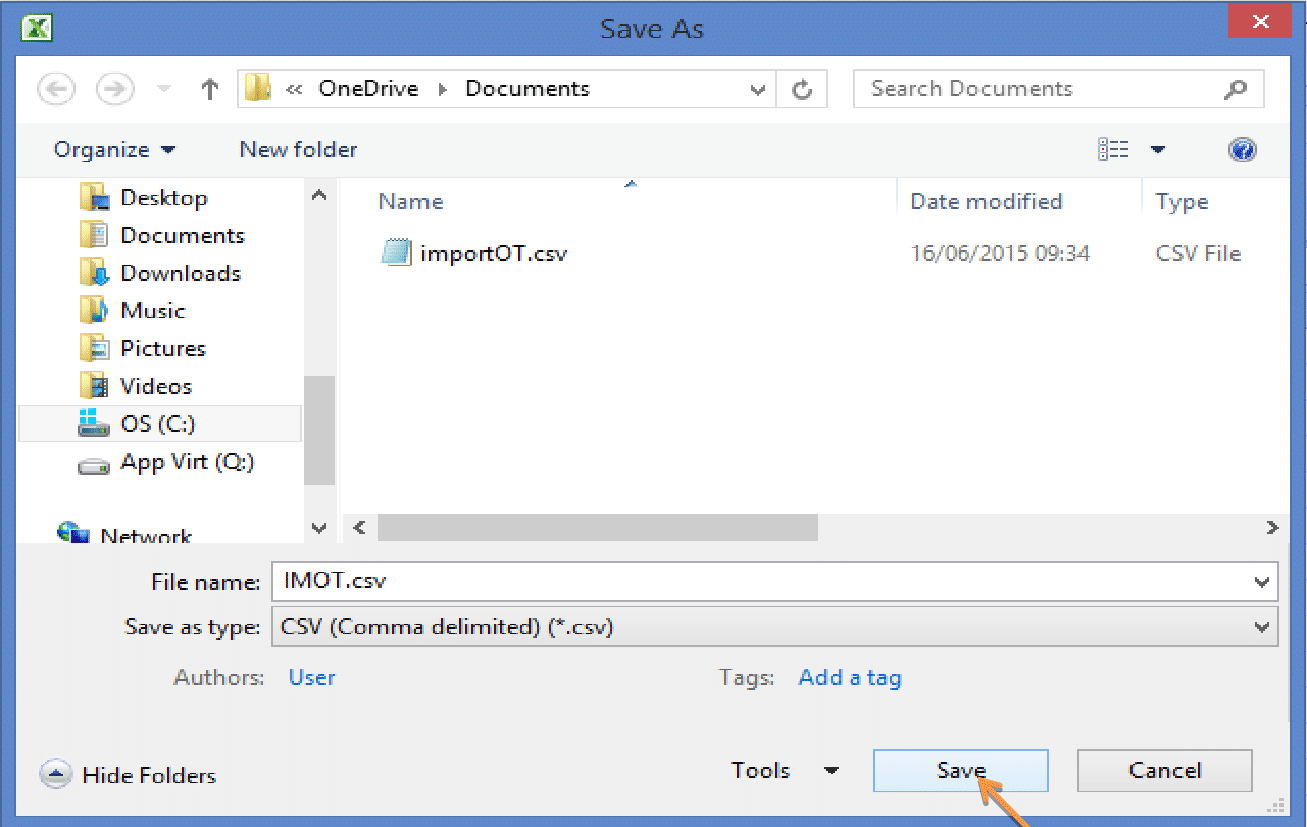 Save As
« OneDrive Documents
Search Documents
Organize New folder
Desktop
Documents
Downloads
Music
Pictures
Videos
OS (C:)
App Virt (Q:)
Network
Name Date modified Type
importOT.csv 16/06/2015 09:34 CSV File
File name: IMOT.csv
Save as type: CSV (Comma delimited) (*.csv)
Authors: User Tags: Add a tag
Hide Folders Tools Save Cancel